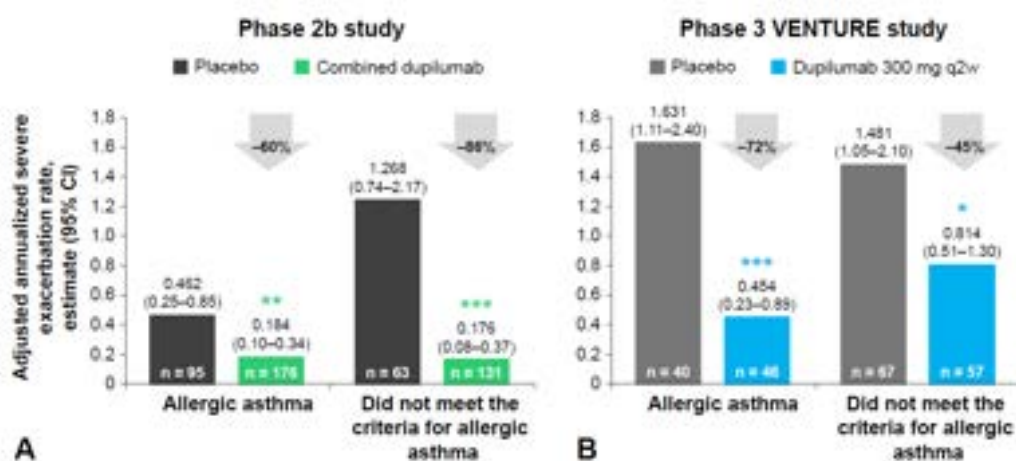 Phase 2b study
Placebo
Combined dupilumab
Adjusted annualized severe
exacerbation rate,
estimate (95% CI)
1.8
1.6
1.4
1.2
1.0
0.8
0.6
0.4
0.2
0
–60%
–86%
0.462
(0.25–0.85)
**
0.184
(0.10–0.34)
1.268
(0.74–2.17)
***
0.176
(0.08–0.37)
n = 95
n = 176
n = 63
n = 131
Allergic asthma
Did not meet the
criteria for allergic
asthma
A
Phase 3 VENTURE study
Placebo
Dupilumab 300 mg q2w
1.8
1.6
1.4
1.2
1.0
0.8
0.6
0.4
0.2
0
1.631
(1.11–2.40)
–72%
1.481
(1.05–2.10)
–45%
***
0.454
(0.23–0.89)
*
0.814
(0.51–1.30)
n = 40
n = 46
n = 67
n = 57
Allergic asthma
Did not meet the
criteria for allergic
asthma
B